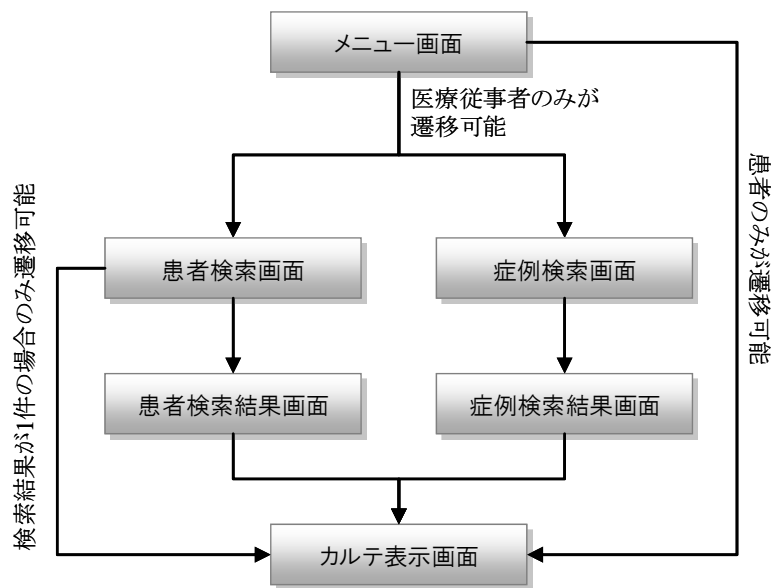 メニュー画面
医療従事者のみが
遷移可能
患者のみが遷移可能
検索結果が1件の場合のみ遷移可能
患者検索画面
症例検索画面
患者検索結果画面
症例検索結果画面
カルテ表示画面